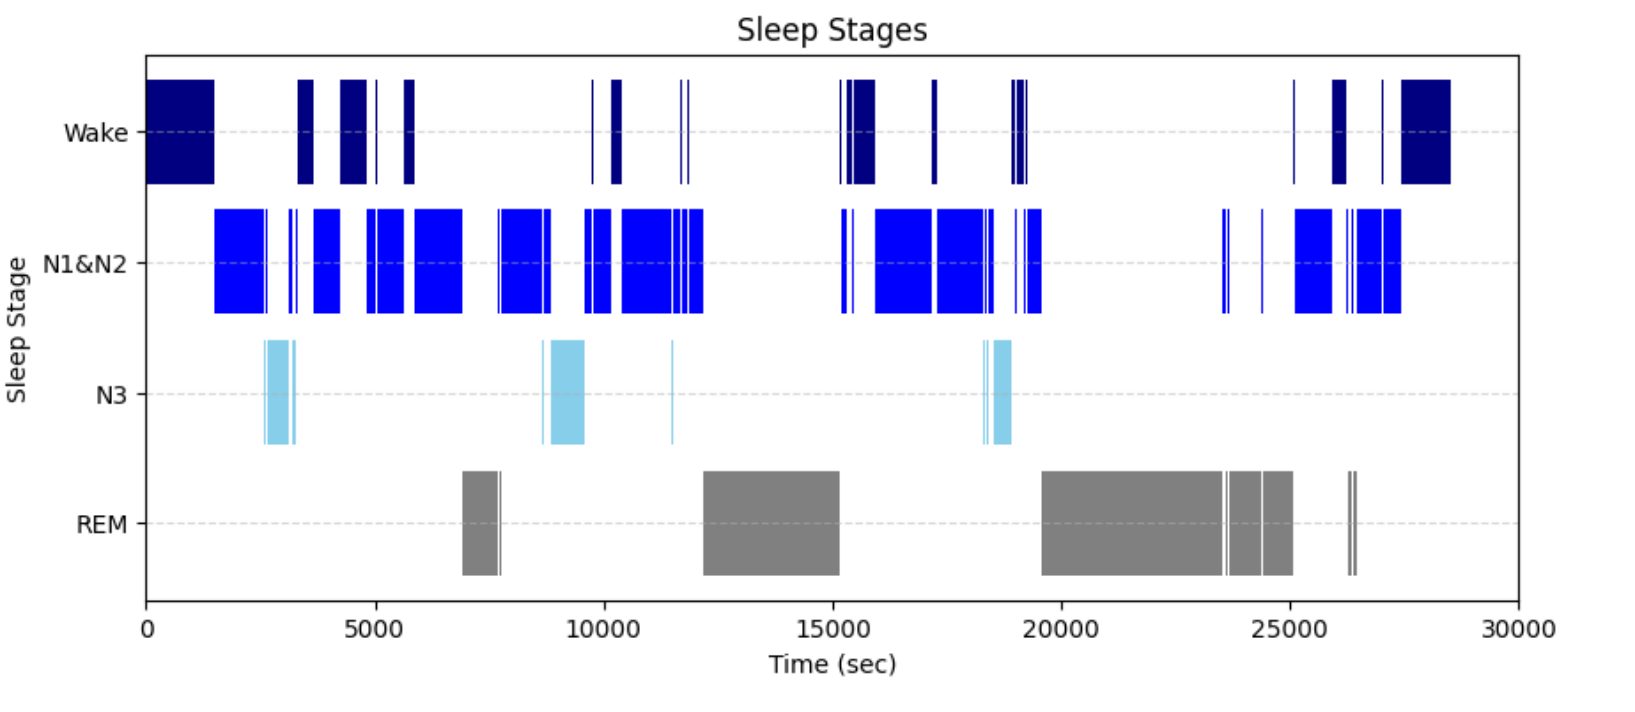 Sleep Stages
Sleep Stage
Wake
N1&N2
N3
REM
0 5000 10000 15000 20000 25000 30000
Time (sec)